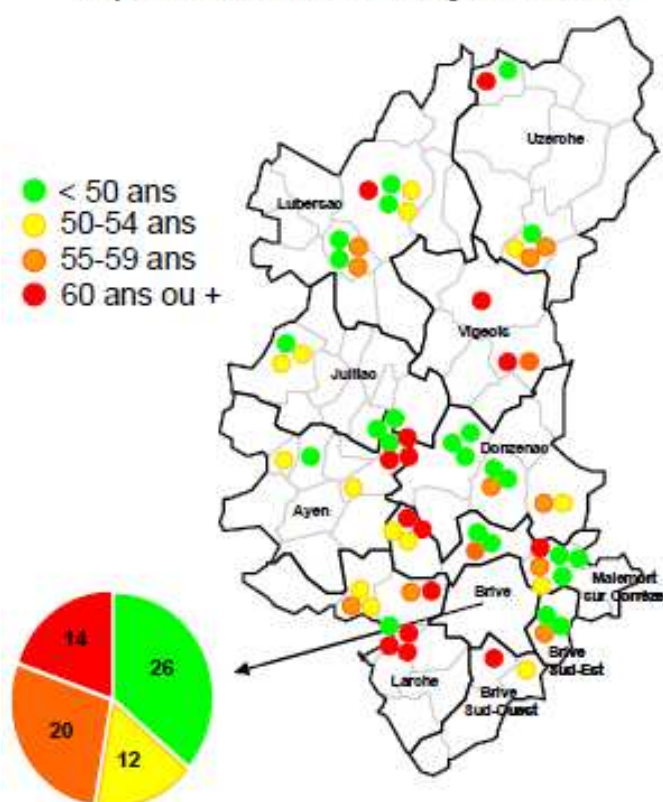 Uzerche
< 50 ans
50-54 ans
Lubersac
55-59 ans
60 ans ou +
Vigeois
Juillac
Donzenac
Ayen
Brive
Malemort
sur Corrèze
14
26
Brive
Sud-Est
Larche
Brive
Sud-Ouest
20
12